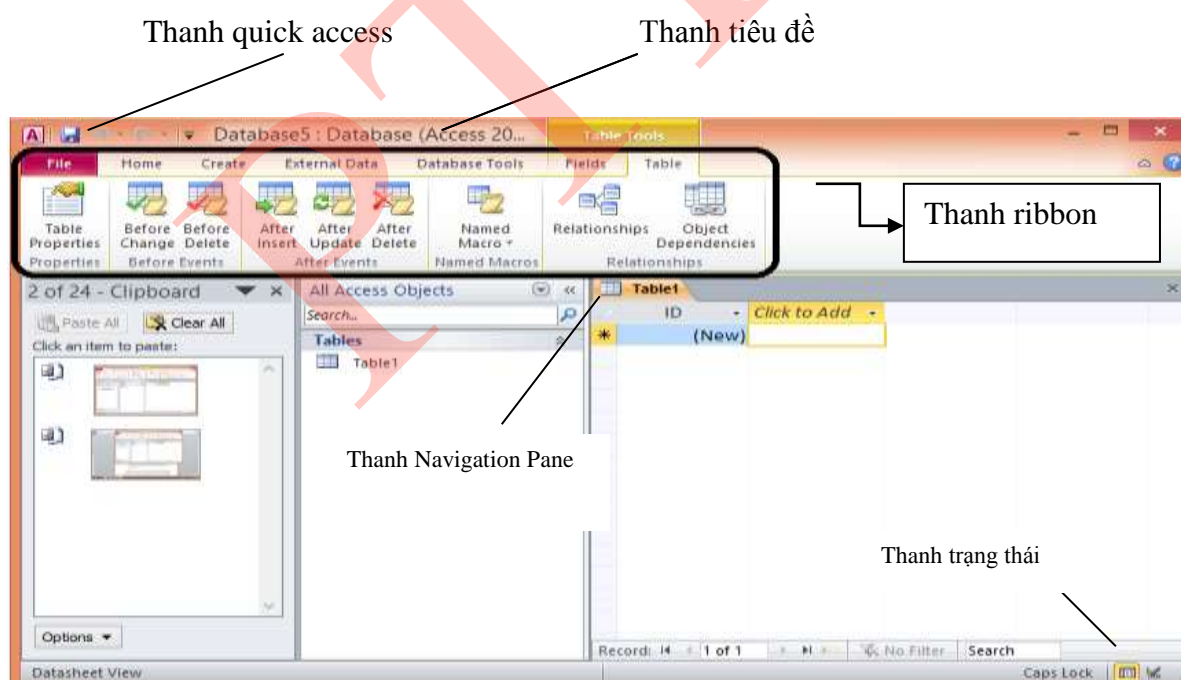 Thanh quick access
Thanh tiêu đề
Database5 : Database (Access 20...
Table Tools
File Home Create External Data Database Tools Fields Table
Thanh ribbon
Table Properties
Before Change
Before Delete
After Insert
After Update
After Delete
Named Macro
Relationships
Object Dependencies
Properties Before Events After Events Named Macros Relationships
2 of 24 - Clipboard
Paste All Clear All
Click an item to paste:
All Access Objects
Search...
Tables
Table1
Table1
ID Click to Add
(New)
Thanh Navigation Pane
Thanh trạng thái
Options
Record: 1 of 1 No Filter Search
Datasheet View Caps Lock